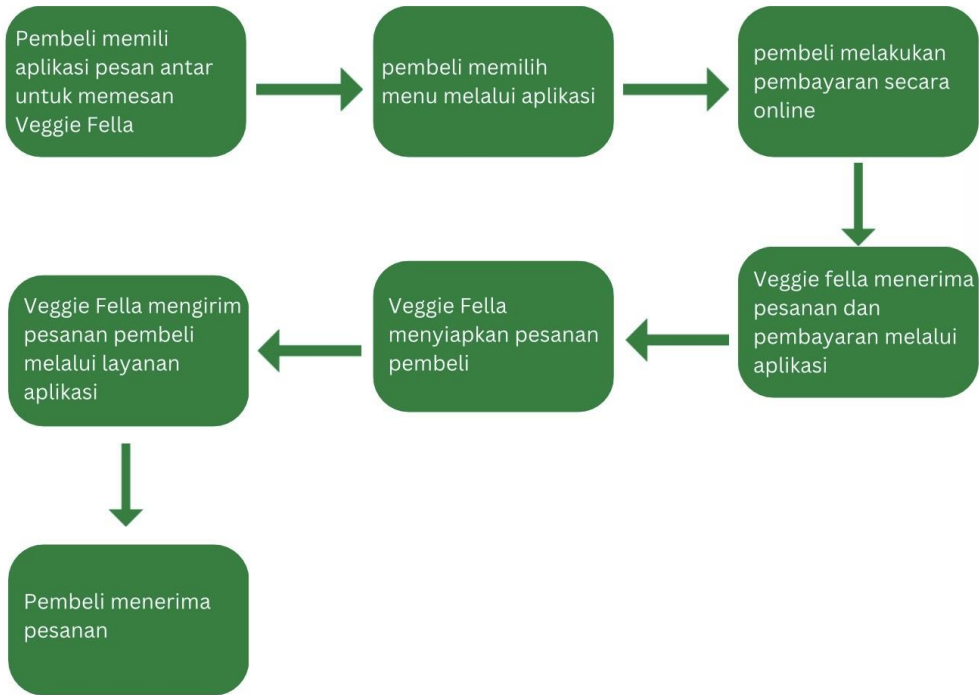 Pembeli memili
aplikasi pesan antar
untuk memesan
Veggie Fella
pembeli memilih
menu melalui aplikasi
pembeli melakukan
pembayaran secara
online
Veggie fella menerima
pesanan dan
pembayaran melalui
aplikasi
Veggie Fella
menyiapkan pesanan
pembeli
Veggie Fella mengirim
pesanan pembeli
melalui layanan
aplikasi
Pembeli menerima
pesanan